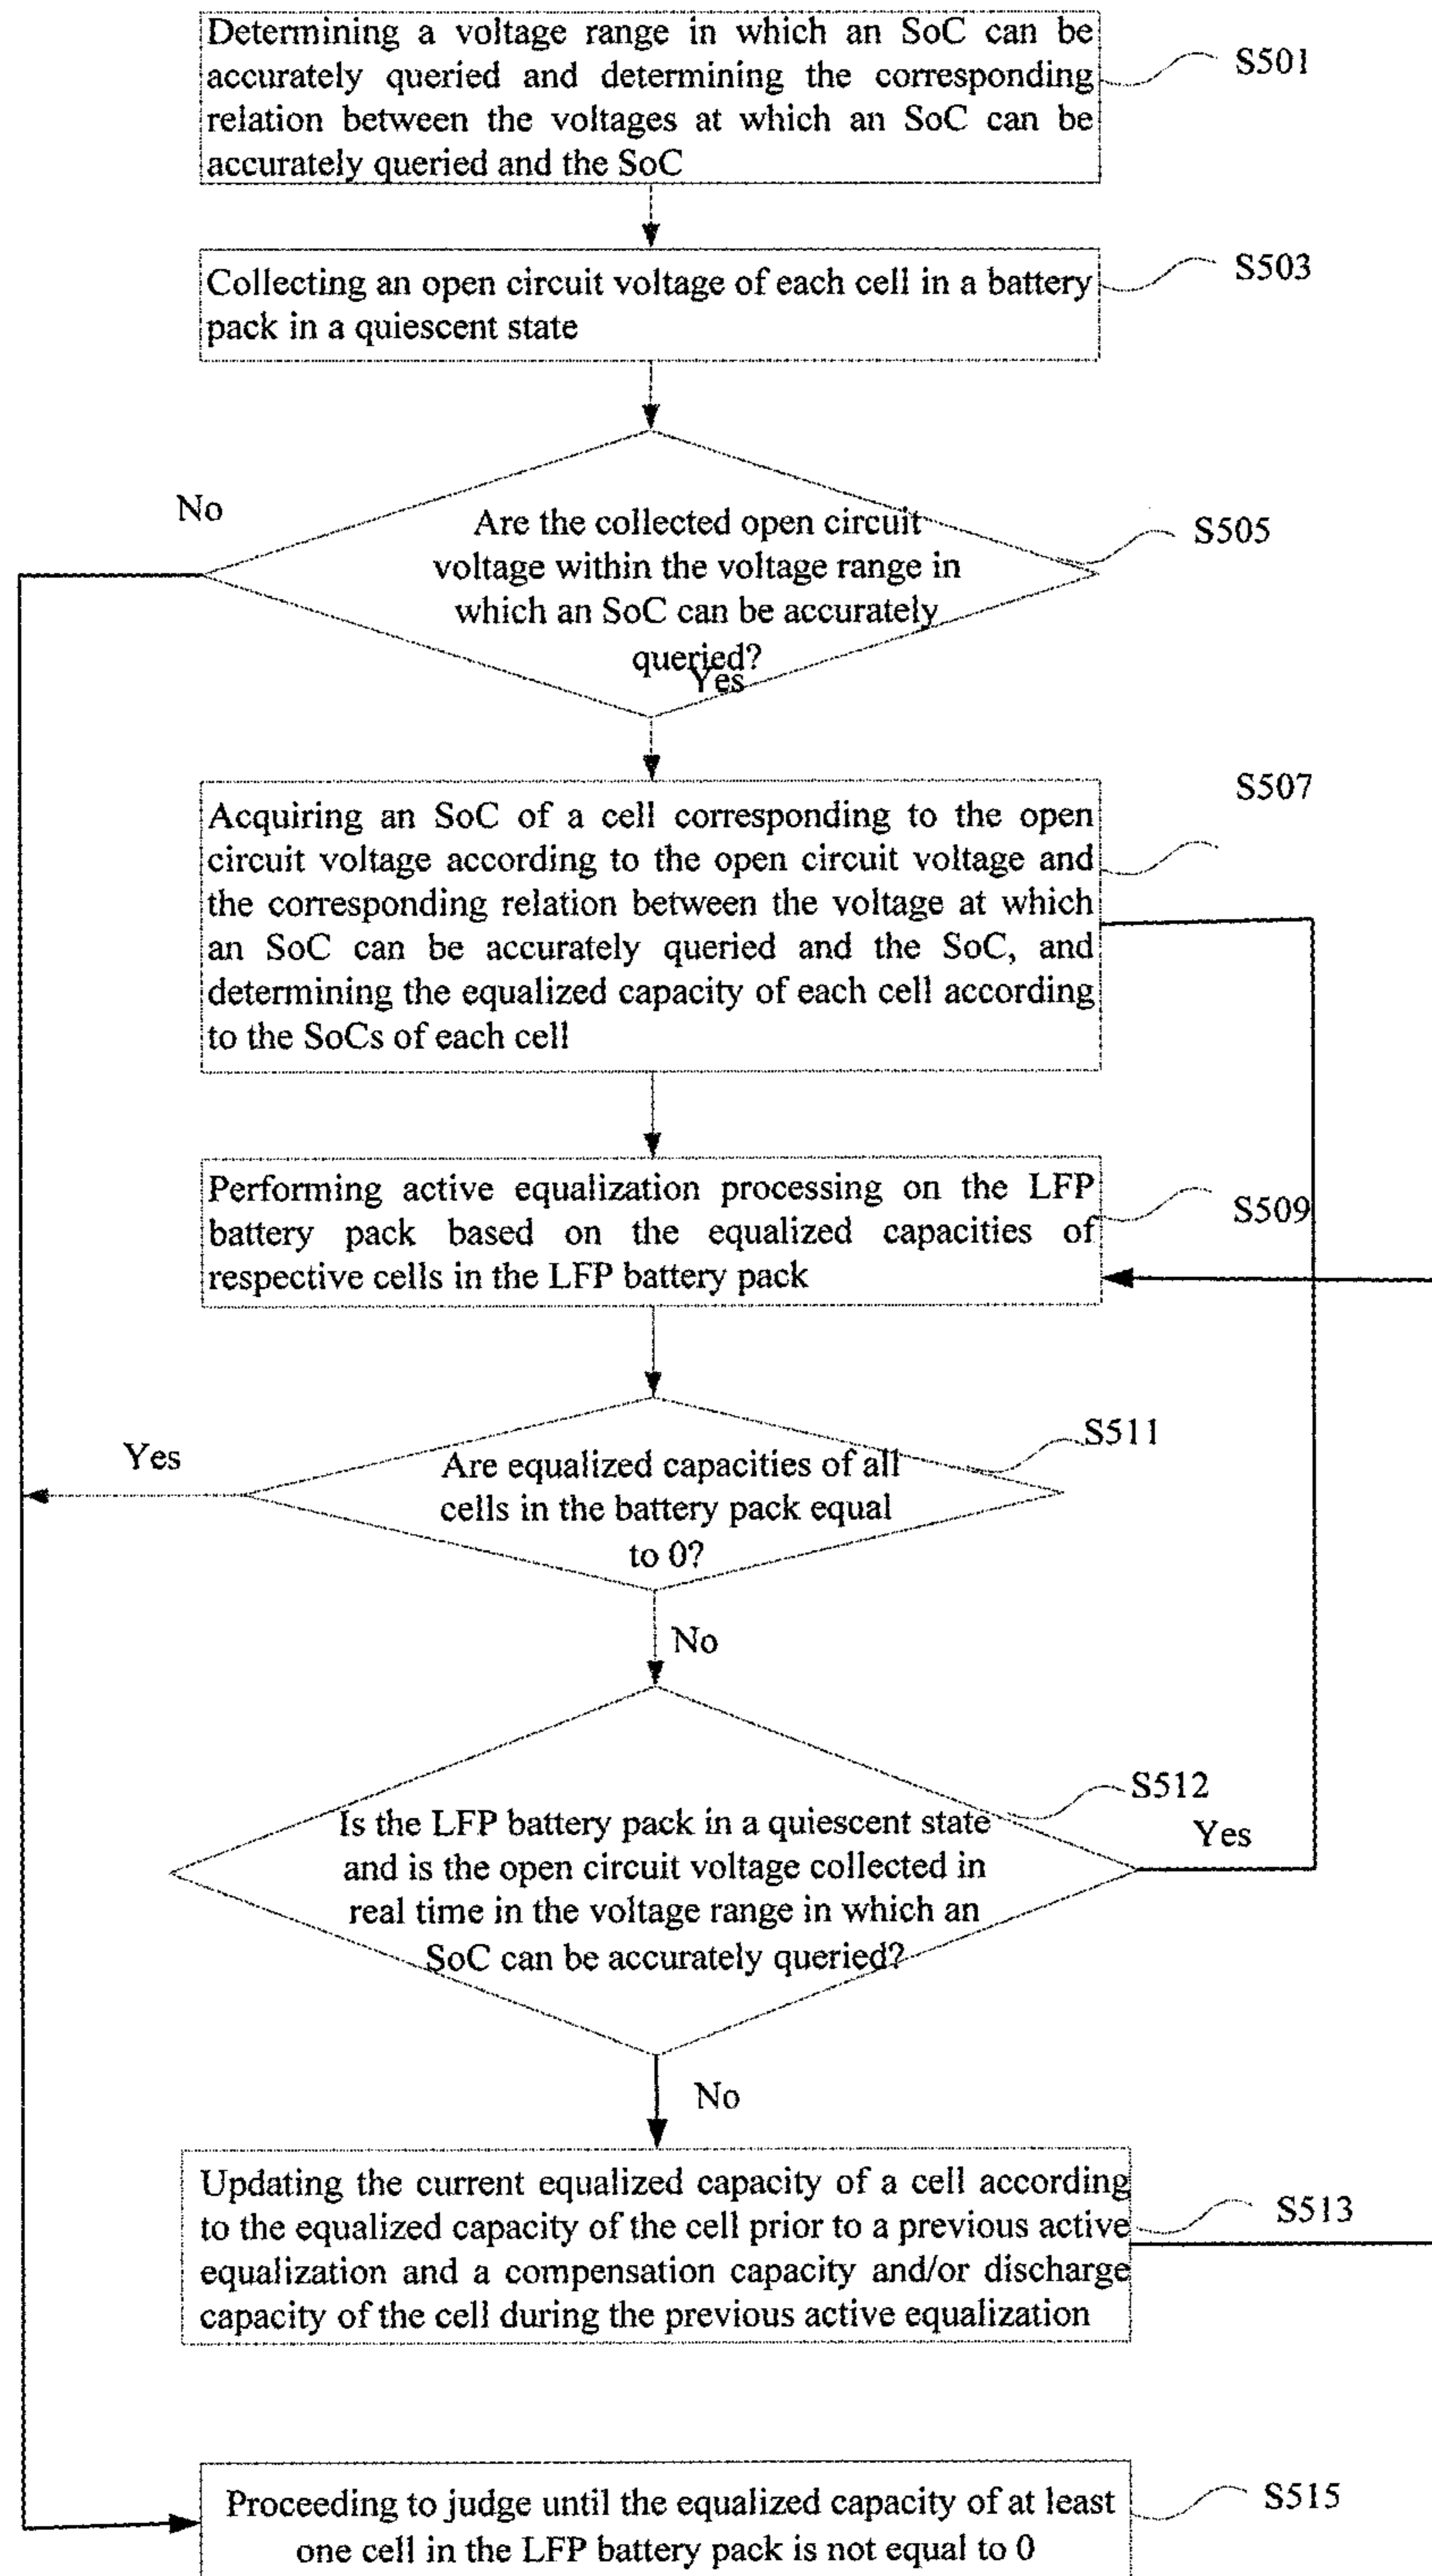 Determining a voltage range in which an SoC can be
accurately queried and determining the corresponding
relation between the voltages at which an SoC can be
accurately queried and the SoC
S501
Collecting an open circuit voltage of each cell in a battery
pack in a quiescent state
S503
No
Are the collected open circuit
voltage within the voltage range in
which an SoC can be accurately
queried?
S505
Yes
S507
Acquiring an SoC of a cell corresponding to the open
circuit voltage according to the open circuit voltage and
the corresponding relation between the voltage at which
an SoC can be accurately queried and the SoC, and
determining the equalized capacity of each cell according
to the SoCs of each cell
Performing active equalization processing on the LFP
battery pack based on the equalized capacities of
respective cells in the LFP battery pack
S509
Yes
Are equalized capacities of all
cells in the battery pack equal
to 0?
S511
No
S512
Is the LFP battery pack in a quiescent state
and is the open circuit voltage collected in
real time in the voltage range in which an
SoC can be accurately queried?
Yes
No
Updating the current equalized capacity of a cell according
to the equalized capacity of the cell prior to a previous active
equalization and a compensation capacity and/or discharge
capacity of the cell during the previous active equalization
S513
Proceeding to judge until the equalized capacity of at least
one cell in the LFP battery pack is not equal to 0
S515